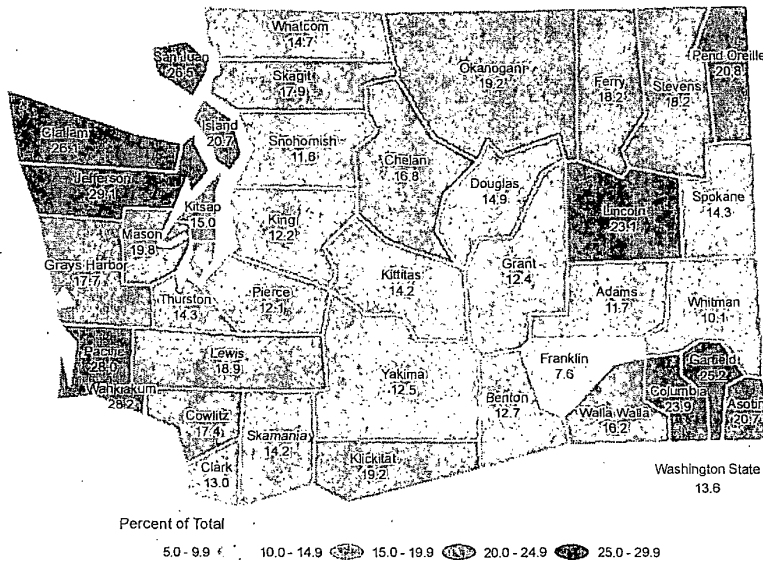 Whatcom
14.7
San Juan
26.5
Skagit
17.9
Okanogan
19.2
Ferry
18.2
Stevens
18.2
Pend Oreille
20.8
Clallam
26.1
Island
20.7
Snohomish
11.8
Chelan
16.8
Jefferson
29.1
Kitsap
15.0
Douglas
14.9
Lincoln
23.1
Spokane
14.3
Mason
19.8
King
12.2
Grays Harbor
17.7
Kittitas
14.2
Grant
12.4
Thurston
14.3
Pierce
12.1
Adams
11.7
Whitman
10.1
Pacific
28.0
Lewis
18.9
Yakima
12.5
Franklin
7.6
Garfield
25.2
Wahkiakum
28.2
Benton
12.7
Columbia
23.9
Asotin
20.7
Cowlitz
17.4
Skamania
14.2
Walla Walla
16.2
Klickitat
19.2
Clark
13.0
Washington State
13.6
Percent of Total
5.0 - 9.9 10.0 - 14.9 15.0 - 19.9 20.0 - 24.9 25.0 - 29.9